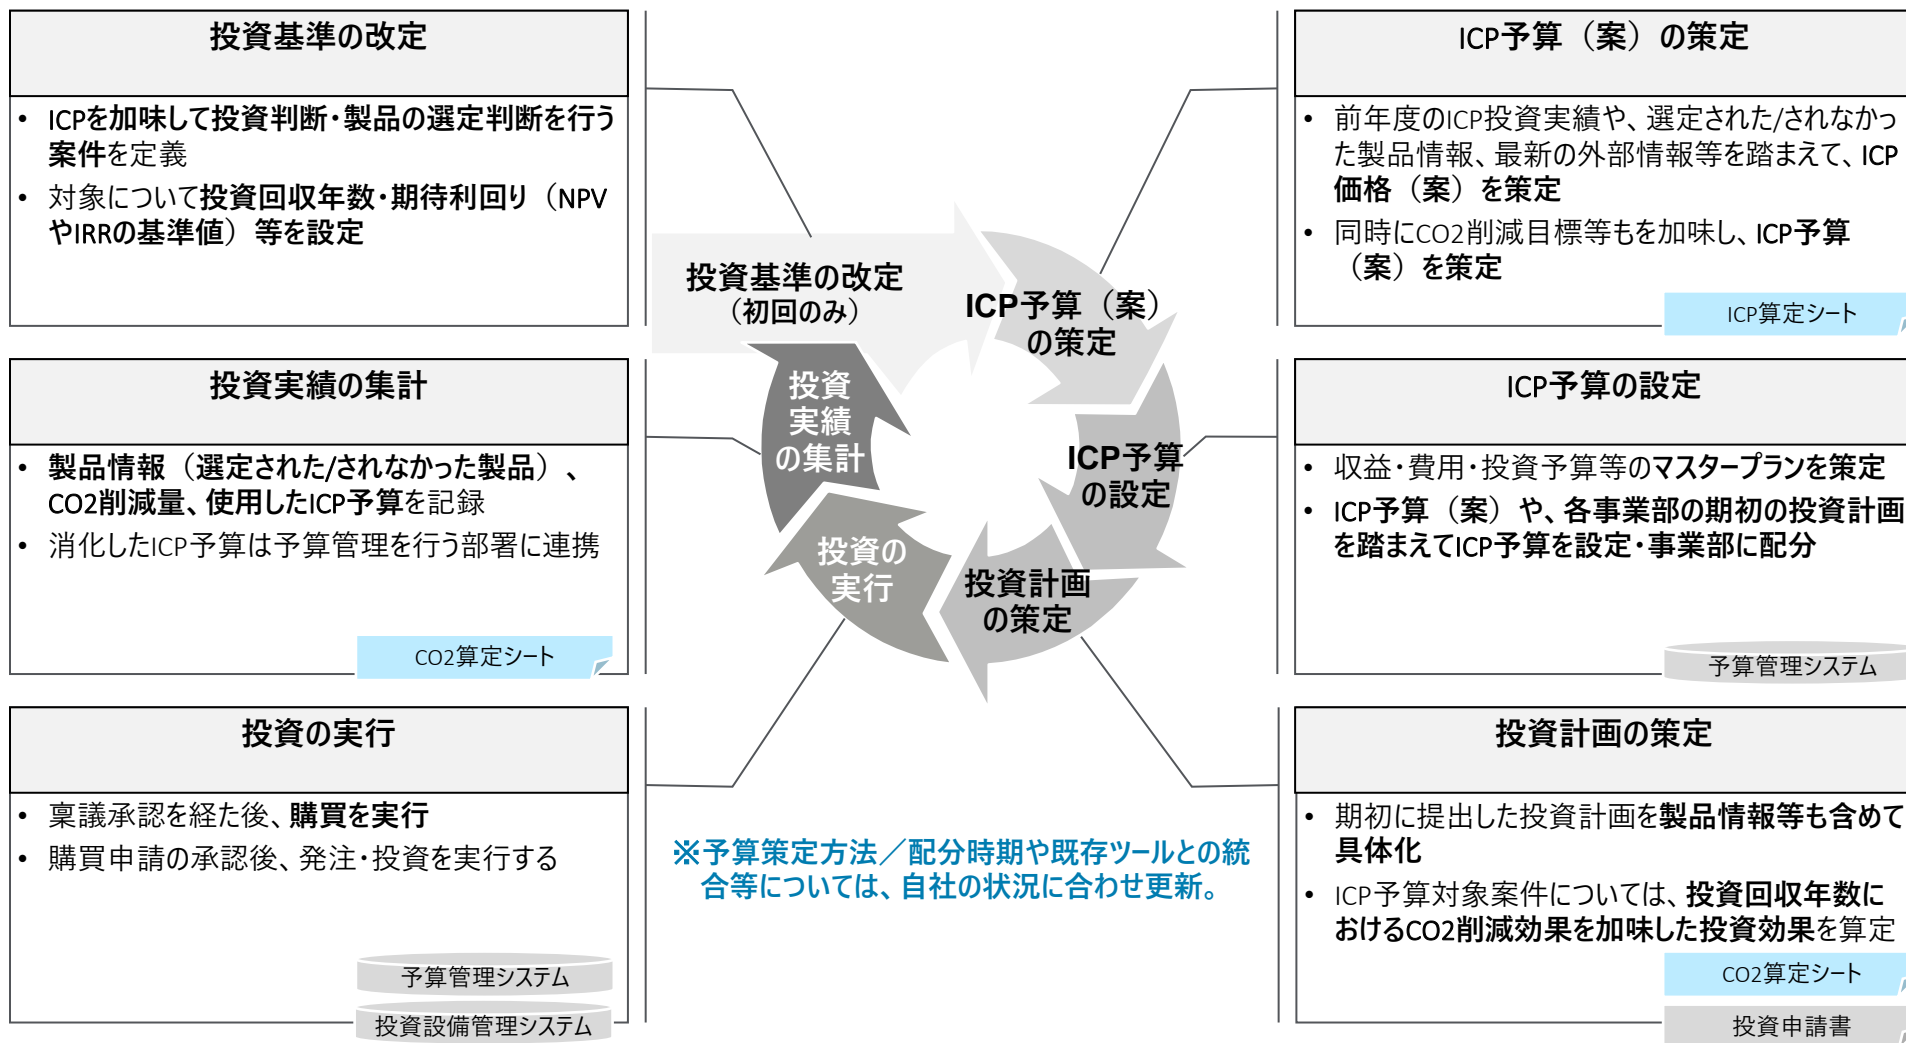 投資基準の改定
• ICPを加味して投資判断・製品の選定判断を行う
案件を定義
• 対象について投資回収年数・期待利回り（NPV
やIRRの基準値）等を設定
投資実績の集計
• 製品情報（選定された/されなかった製品）、
CO2削減量、使用したICP予算を記録
• 消化したICP予算は予算管理を行う部署に連携
CO2算定シート
投資の実行
• 稟議承認を経た後、購買を実行
• 購買申請の承認後、発注・投資を実行する
予算管理システム
投資設備管理システム
投資基準の改定
（初回のみ）
ICP予算（案）
の策定
ICP予算
の設定
投資計画
の策定
投資の
実行
投資
実績
の集計
※予算策定方法／配分時期や既存ツールとの統
合等については、自社の状況に合わせ更新。
ICP予算（案）の策定
• 前年度のICP投資実績や、選定された/されなかっ
た製品情報、最新の外部情報等を踏まえて、ICP
価格（案）を策定
• 同時にCO2削減目標等もを加味し、ICP予算
（案）を策定
ICP算定シート
ICP予算の設定
• 収益・費用・投資予算等のマスタープランを策定
• ICP予算（案）や、各事業部の期初の投資計画
を踏まえてICP予算を設定・事業部に配分
予算管理システム
投資計画の策定
• 期初に提出した投資計画を製品情報等も含めて
具体化
• ICP予算対象案件については、投資回収年数に
おけるCO2削減効果を加味した投資効果を算定
CO2算定シート
投資申請書